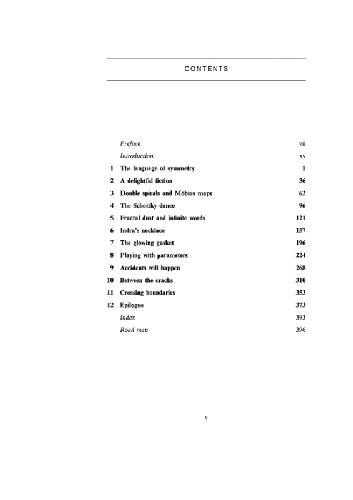 CONTENTS
Preface vii
Introduction xv
1 The language of symmetry 1
2 A delightful fiction 36
3 Double spirals and Möbius maps 62
4 The Schottky dance 96
5 Fractal dust and infinite words 121
6 Indra's necklace 157
7 The glowing gasket 196
8 Playing with parameters 224
9 Accidents will happen 268
10 Between the cracks 310
11 Crossing boundaries 353
12 Epilogue 373
Index 393
Road map 396
v